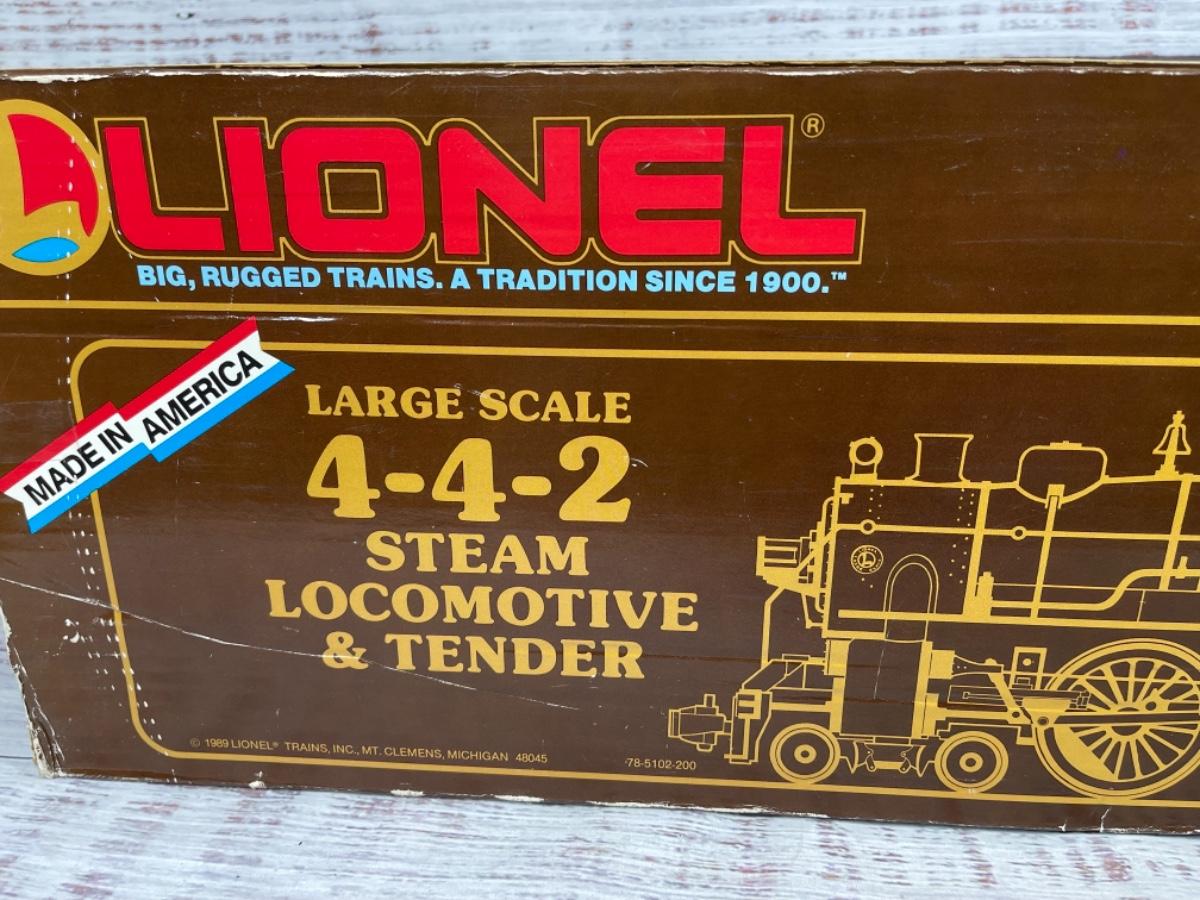 LIONEL®
BIG, RUGGED TRAINS. A TRADITION SINCE 1900.™
MADE IN AMERICA
LARGE SCALE
4-4-2
STEAM
LOCOMOTIVE
& TENDER
© 1989 LIONEL® TRAINS, INC., MT. CLEMENS, MICHIGAN 48045
78-5102-200